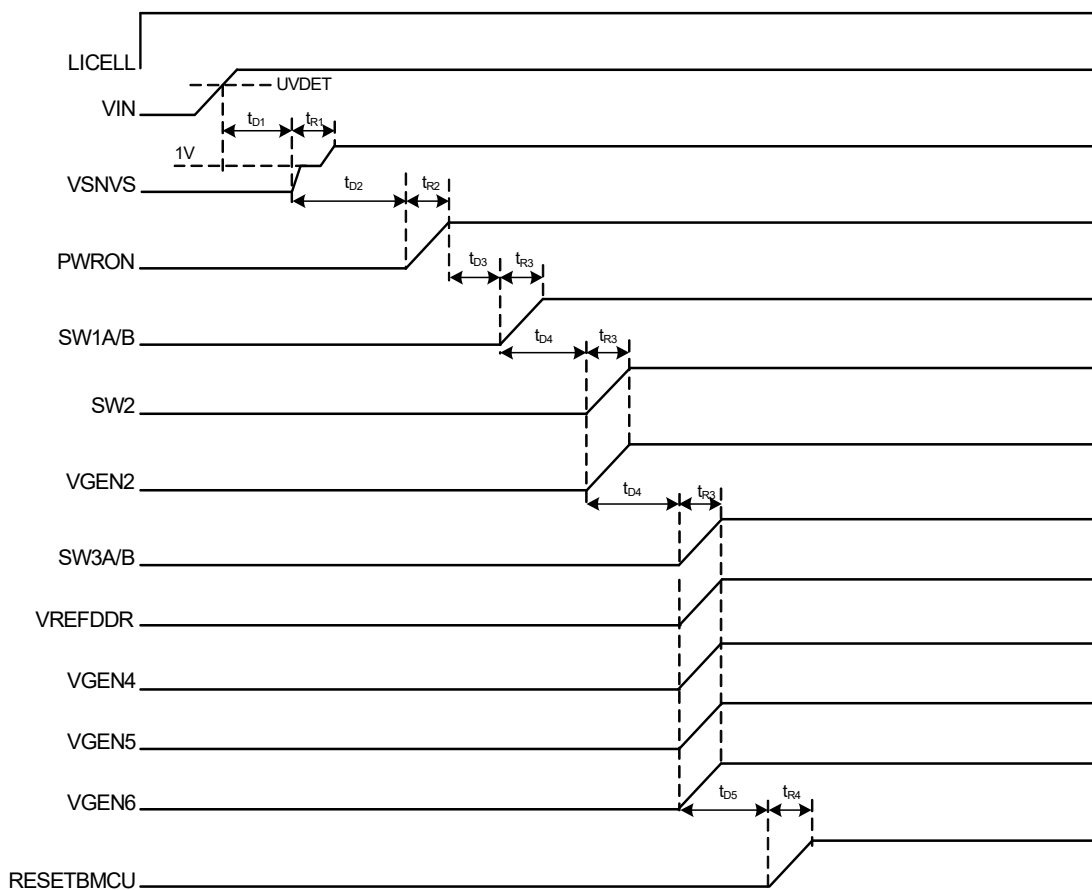 LICELL
UVDET
VIN
tD1 tR1
1V
VSNVS
tD2 tR2
PWRON
tD3 tR3
SW1A/B
tD4 tR3
SW2
VGEN2
tD4 tR3
SW3A/B
VREFDDR
VGEN4
VGEN5
VGEN6
tD5 tR4
RESETBMCU